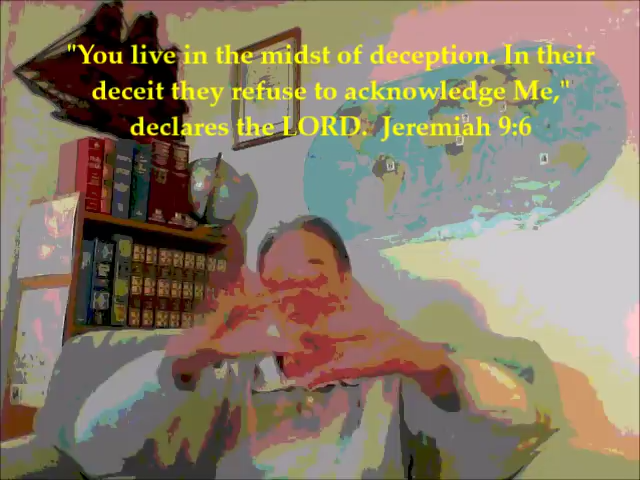 "You live in the midst of deception. In their
deceit they refuse to acknowledge Me,"
declares the LORD.  Jeremiah 9:6